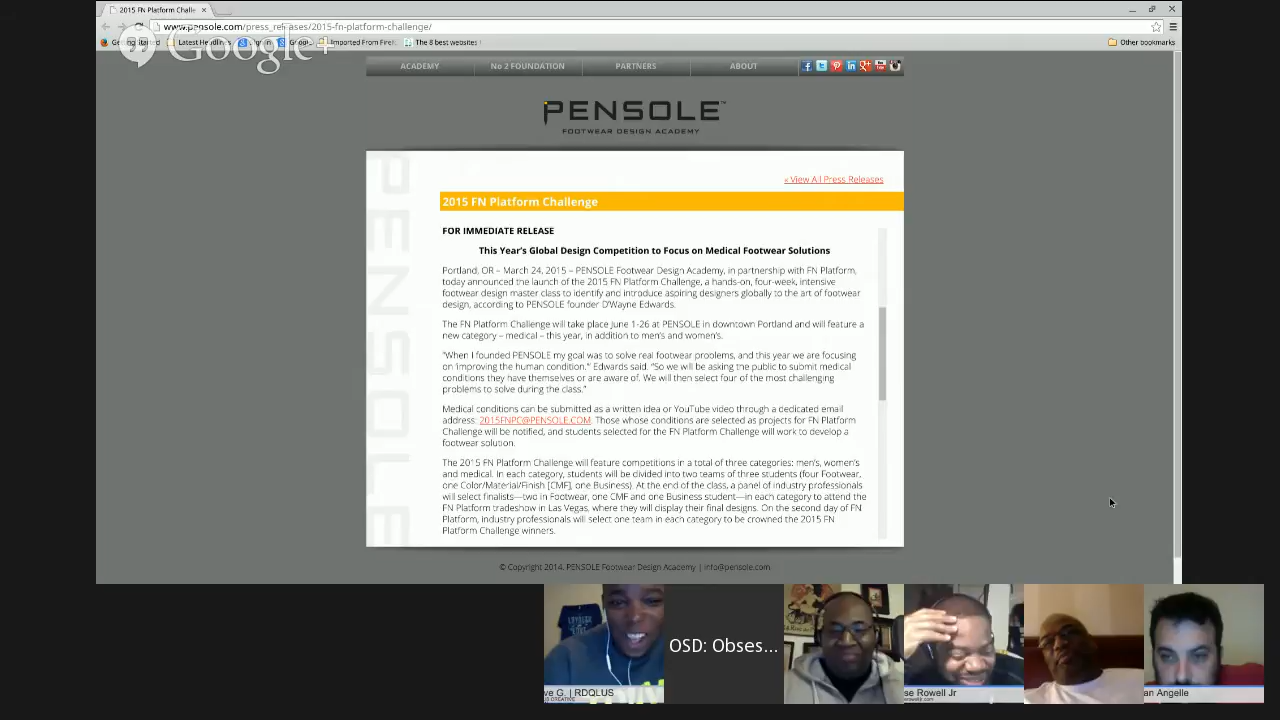 2015 FN Platform Challe
www.pensole.com/press_releases/2015-fn-platform-challenge/
Getting Started
Latest Headlines
Imported From Firef
The 8 best websites
Other bookmarks
Google+
ACADEMY
No 2 FOUNDATION
PARTNERS
ABOUT
PENSOLE™
FOOTWEAR DESIGN ACADEMY
PENSOLE
« View All Press Releases
2015 FN Platform Challenge
FOR IMMEDIATE RELEASE
This Year's Global Design Competition to Focus on Medical Footwear Solutions
Portland, OR – March 24, 2015 – PENSOLE Footwear Design Academy, in partnership with FN Platform,
today announced the launch of the 2015 FN Platform Challenge, a hands-on, four-week, intensive
footwear design master class to identify and introduce aspiring designers globally to the art of footwear
design, according to PENSOLE founder D'Wayne Edwards.
The FN Platform Challenge will take place June 1-26 at PENSOLE in downtown Portland and will feature a
new category – medical – this year, in addition to men's and women's.
"When I founded PENSOLE my goal was to solve real footwear problems, and this year we are focusing
on 'improving the human condition.'" Edwards said. "So we will be asking the public to submit medical
conditions they have themselves or are aware of. We will then select four of the most challenging
problems to solve during the class."
Medical conditions can be submitted as a written idea or YouTube video through a dedicated email
address: 2015FNPC@PENSOLE.COM. Those whose conditions are selected as projects for FN Platform
Challenge will be notified, and students selected for the FN Platform Challenge will work to develop a
footwear solution.
The 2015 FN Platform Challenge will feature competitions in a total of three categories: men's, women's
and medical. In each category, students will be divided into two teams of three students (four Footwear,
one Color/Material/Finish [CMF], one Business). At the end of the class, a panel of industry professionals
will select finalists—two in Footwear, one CMF and one Business student—in each category to attend the
FN Platform tradeshow in Las Vegas, where they will display their final designs. On the second day of FN
Platform, industry professionals will select one team in each category to be crowned the 2015 FN
Platform Challenge winners.
© Copyright 2014. PENSOLE Footwear Design Academy | info@pensole.com
ve G. | RDQLUS
OSD: Obses...
se Rowell Jr
an Angelle